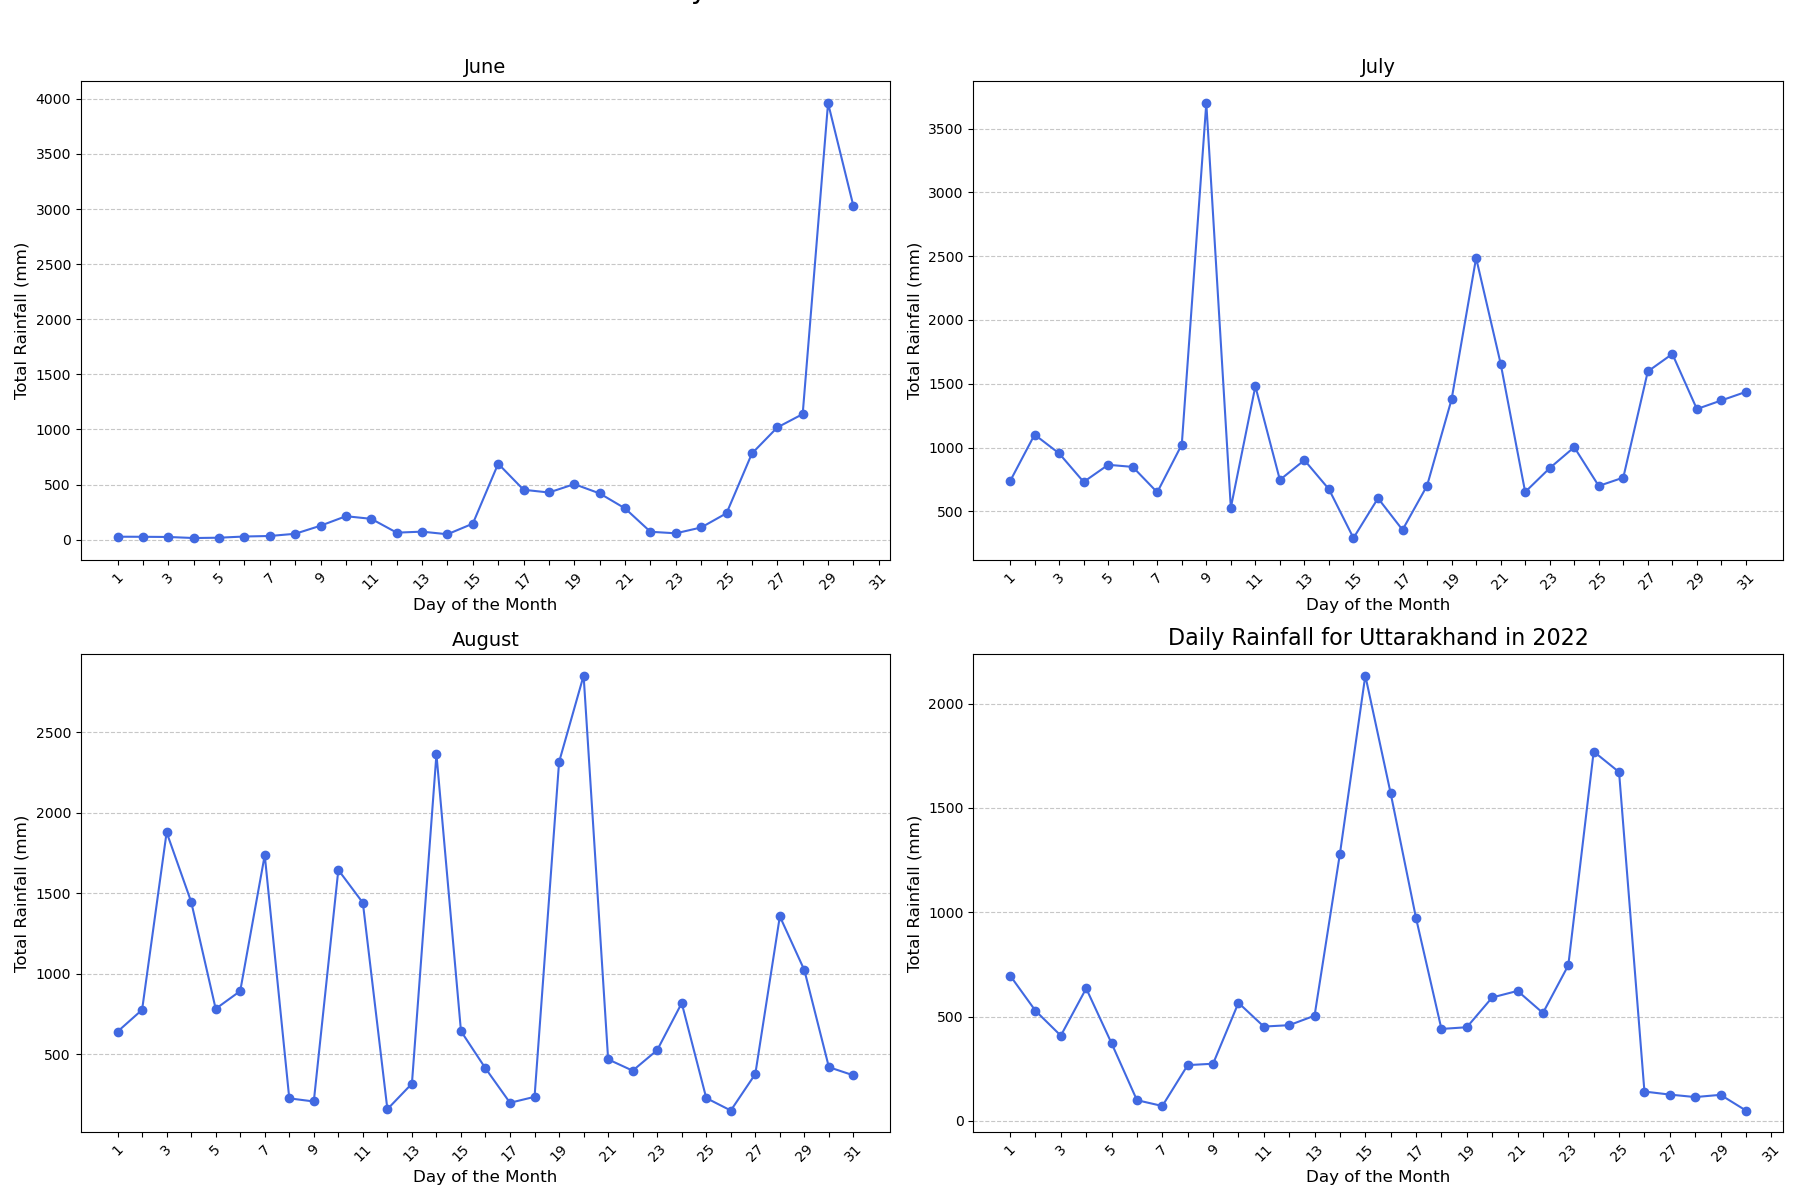 June
Total Rainfall (mm)
4000
3500
3000
2500
2000
1500
1000
500
0
1 3 5 7 9 11 13 15 17 19 21 23 25 27 29 31
Day of the Month
July
Total Rainfall (mm)
3500
3000
2500
2000
1500
1000
500
1 3 5 7 9 11 13 15 17 19 21 23 25 27 29 31
Day of the Month
August
Total Rainfall (mm)
2500
2000
1500
1000
500
1 3 5 7 9 11 13 15 17 19 21 23 25 27 29 31
Day of the Month
Daily Rainfall for Uttarakhand in 2022
Total Rainfall (mm)
2000
1500
1000
500
0
1 3 5 7 9 11 13 15 17 19 21 23 25 27 29 31
Day of the Month